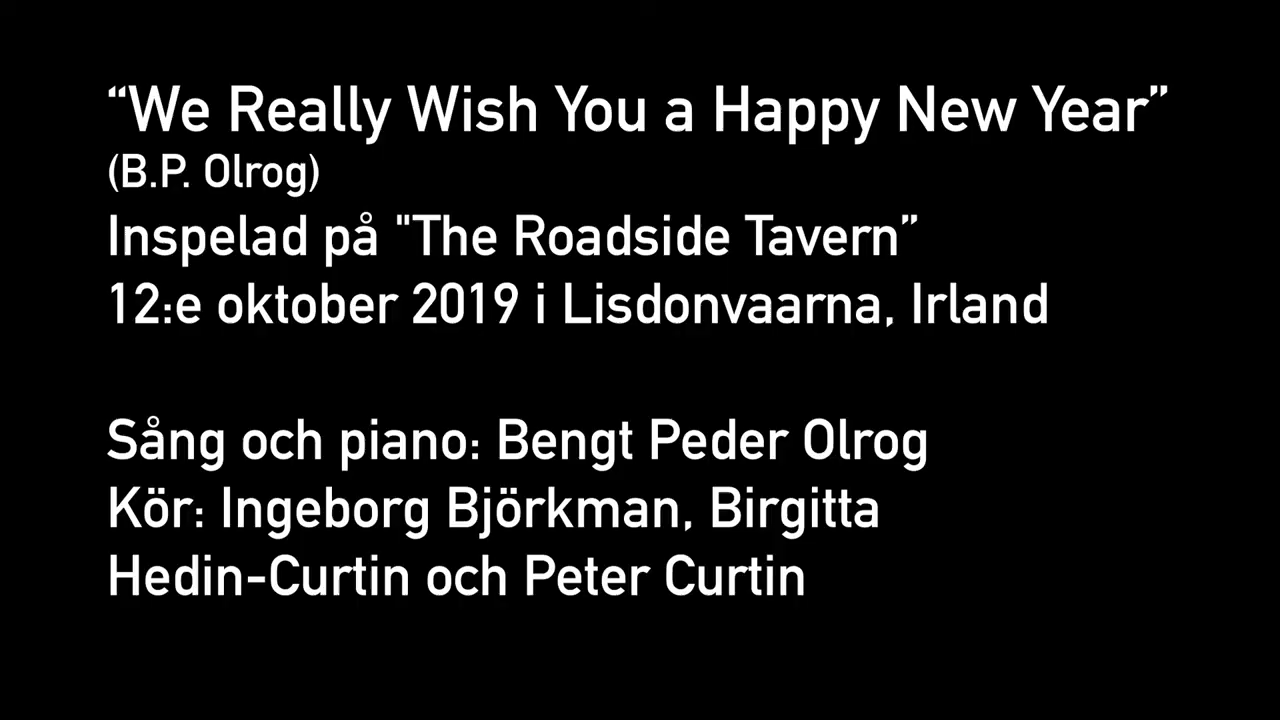 “We Really Wish You a Happy New Year”
(B.P. Olrog)
Inspelad på "The Roadside Tavern”
12:e oktober 2019 i Lisdonvaarna, Irland
Sång och piano: Bengt Peder Olrog
Kör: Ingeborg Björkman, Birgitta
Hedin-Curtin och Peter Curtin